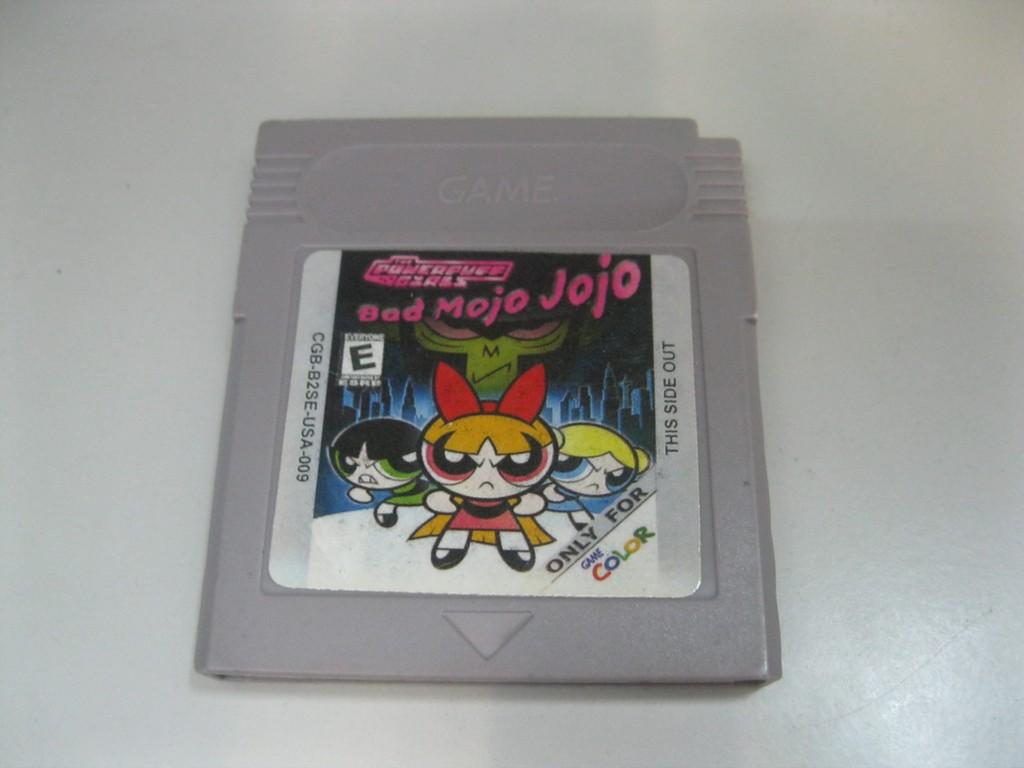 GAME
THE
POWERPUFF
GIRLS
Bad Mojo Jojo
EVERYONE
E
ESRB
CGB-B2SE-USA-009
THIS SIDE OUT
ONLY FOR
GAME
COLOR